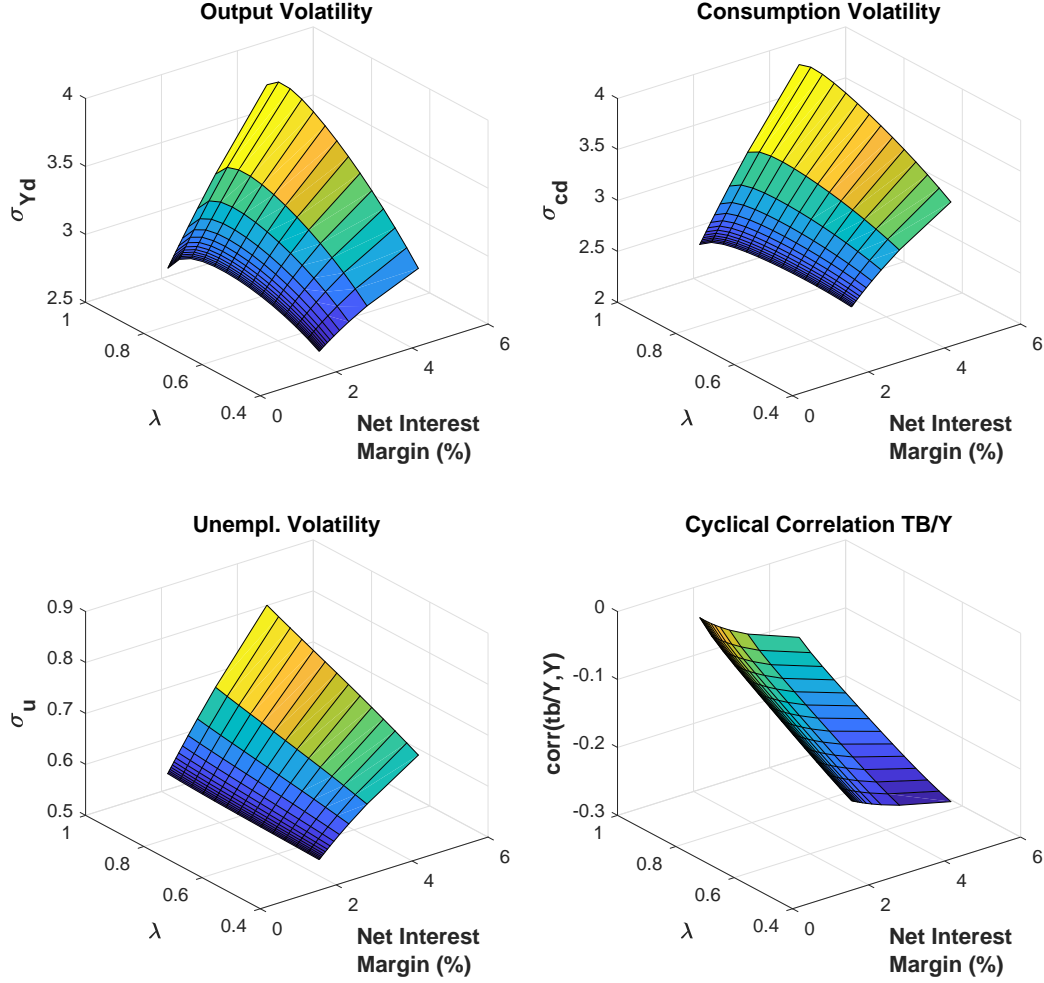 Output Volatility
4
3.5
3
2.5
σYd
1
0.8
0.6
0.4
λ
0
2
4
6
Net Interest
Margin (%)
Consumption Volatility
4
3.5
3
2.5
2
σcd
1
0.8
0.6
0.4
λ
0
2
4
6
Net Interest
Margin (%)
Unempl. Volatility
0.9
0.8
0.7
0.6
0.5
σu
1
0.8
0.6
0.4
λ
0
2
4
6
Net Interest
Margin (%)
Cyclical Correlation TB/Y
0
-0.1
-0.2
-0.3
corr(tb/Y,Y)
1
0.8
0.6
0.4
λ
0
2
4
6
Net Interest
Margin (%)